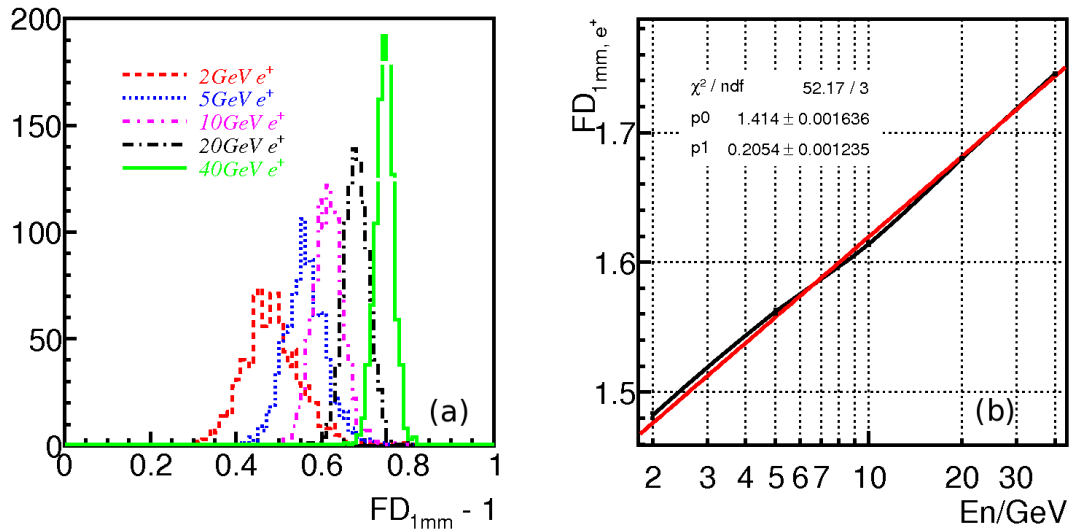 200
150
100
50
0
2GeV e⁺
5GeV e⁺
10GeV e⁺
20GeV e⁺
40GeV e⁺
(a)
0 0.2 0.4 0.6 0.8 1
FD₁ₘₘ - 1
FD₁ₘₘ, ₑ₊
1.7
1.6
1.5
χ² / ndf 52.17 / 3
p0 1.414 ± 0.001636
p1 0.2054 ± 0.001235
(b)
2 3 4 5 6 7 10 20 30
En/GeV